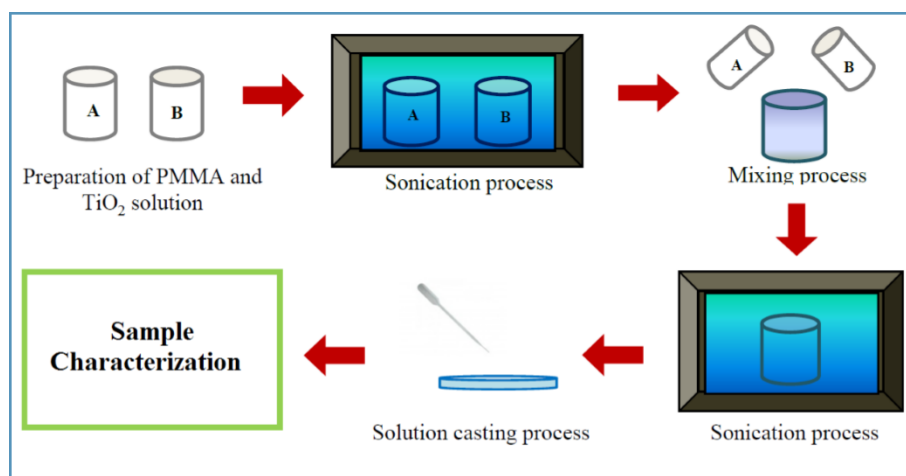 A
B
Preparation of PMMA and
TiO₂ solution
A
B
Sonication process
A
B
Mixing process
Sonication process
Solution casting process
Sample
Characterization